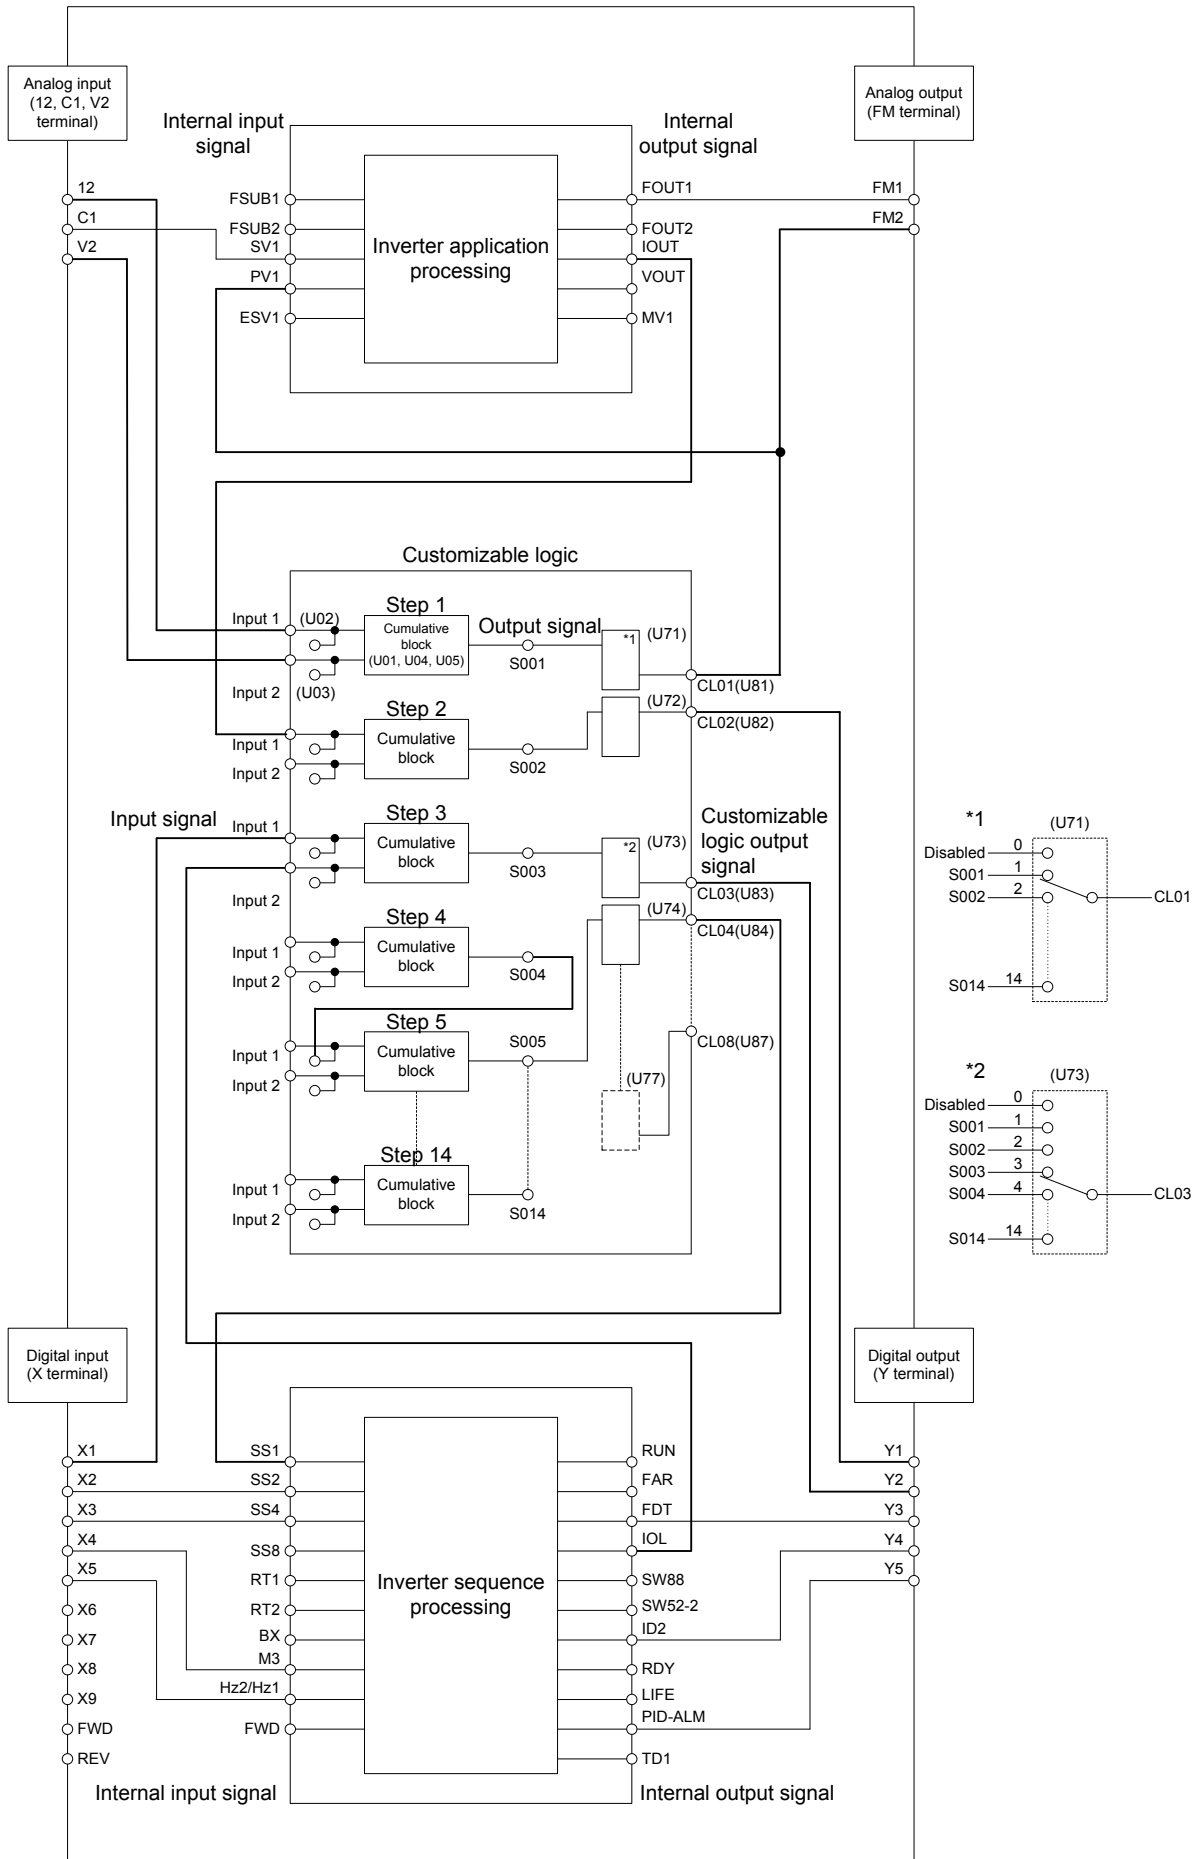 Analog input
(12, C1, V2
terminal)
Analog output
(FM terminal)
Internal input
signal
Internal
output signal
12
C1
V2
FSUB1
FSUB2
SV1
PV1
ESV1
Inverter application
processing
FOUT1
FOUT2
IOUT
VOUT
MV1
FM1
FM2
Customizable logic
Input 1
(U02)
Input 2
(U03)
Step 1
Cumulative
block
(U01, U04, U05)
Output signal
S001
*1
(U71)
CL01(U81)
Step 2
Input 1
Input 2
Cumulative
block
S002
(U72)
CL02(U82)
Input signal
Step 3
Input 1
Input 2
Cumulative
block
S003
*2
(U73)
Customizable
logic output
signal
CL03(U83)
Step 4
Input 1
Input 2
Cumulative
block
S004
(U74)
CL04(U84)
Step 5
Input 1
Input 2
Cumulative
block
S005
CL08(U87)
(U77)
Step 14
Input 1
Input 2
Cumulative
block
S014
*1
(U71)
Disabled 0
S001 1
S002 2
S014 14
CL01
*2
(U73)
Disabled 0
S001 1
S002 2
S003 3
S004 4
S014 14
CL03
Digital input
(X terminal)
Digital output
(Y terminal)
X1
X2
X3
X4
X5
X6
X7
X8
X9
FWD
REV
SS1
SS2
SS4
SS8
RT1
RT2
BX
M3
Hz2/Hz1
FWD
Inverter sequence
processing
RUN
FAR
FDT
IOL
SW88
SW52-2
ID2
RDY
LIFE
PID-ALM
TD1
Y1
Y2
Y3
Y4
Y5
Internal input signal
Internal output signal